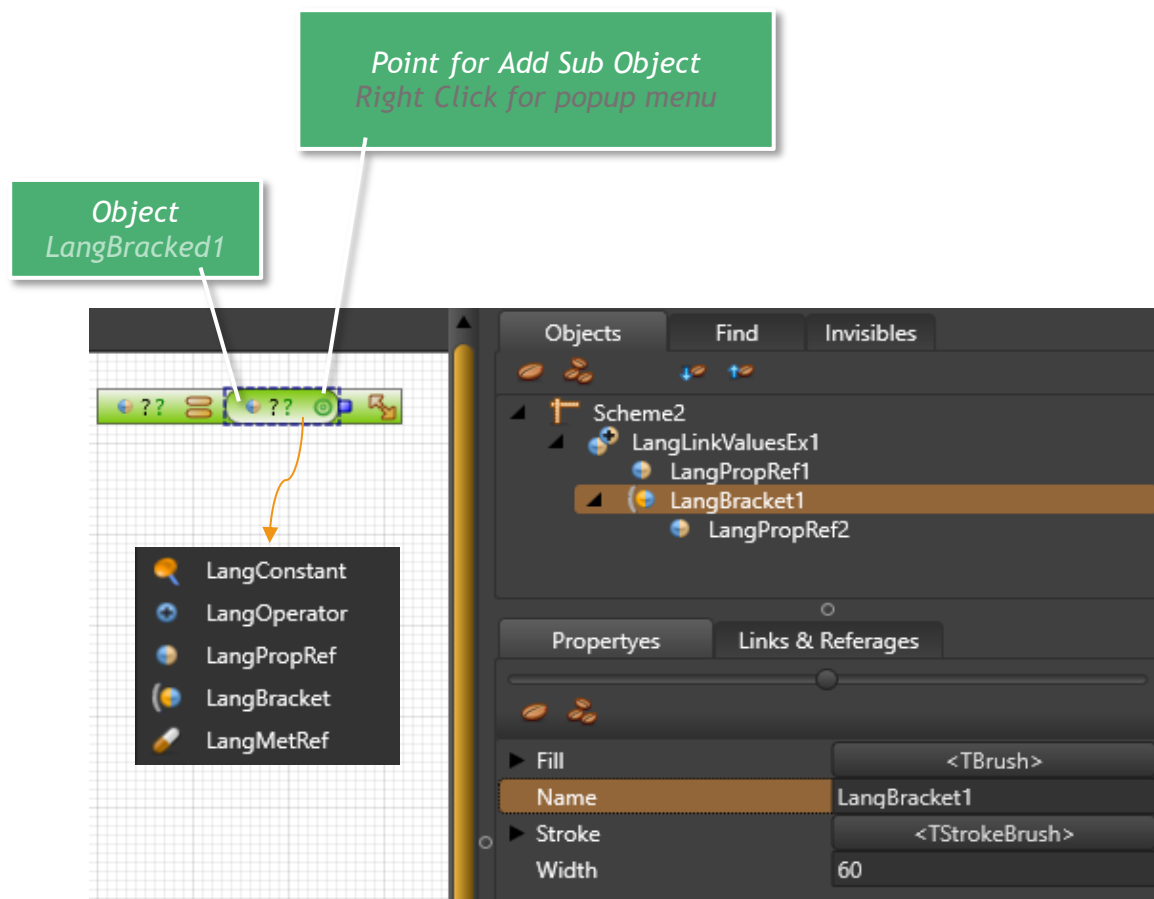 Point for Add Sub Object
Right Click for popup menu
Object
LangBracked1
Objects Find Invisibles
?? ??
Scheme2
LangLinkValuesEx1
LangPropRef1
LangBracket1
LangPropRef2
LangConstant
LangOperator
LangPropRef
LangBracket
LangMetRef
Propertyes Links & Referages
Fill <TBrush>
Name LangBracket1
Stroke <TStrokeBrush>
Width 60